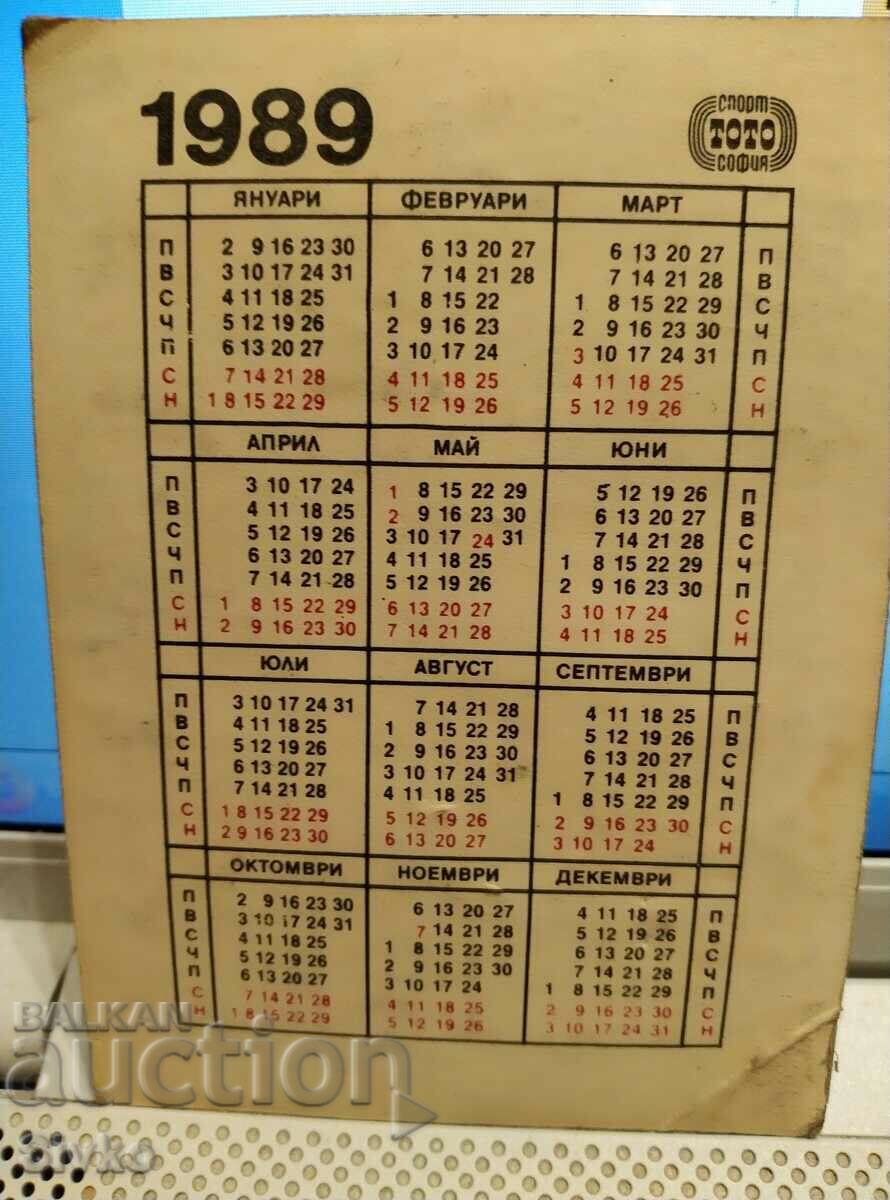 1989
СПОРТ
ТОТО
СОФИЯ
ЯНУАРИ ФЕВРУАРИ МАРТ
П 2 9 16 23 30 6 13 20 27 6 13 20 27 П
В 3 10 17 24 31 7 14 21 28 7 14 21 28 В
С 4 11 18 25 1 8 15 22 1 8 15 22 29 С
Ч 5 12 19 26 2 9 16 23 2 9 16 23 30 Ч
П 6 13 20 27 3 10 17 24 3 10 17 24 31 П
С 7 14 21 28 4 11 18 25 4 11 18 25 С
Н 1 8 15 22 29 5 12 19 26 5 12 19 26 Н
АПРИЛ МАЙ ЮНИ
П 3 10 17 24 1 8 15 22 29 5 12 19 26 П
В 4 11 18 25 2 9 16 23 30 6 13 20 27 В
С 5 12 19 26 3 10 17 24 31 7 14 21 28 С
Ч 6 13 20 27 4 11 18 25 1 8 15 22 29 Ч
П 7 14 21 28 5 12 19 26 2 9 16 23 30 П
С 1 8 15 22 29 6 13 20 27 3 10 17 24 С
Н 2 9 16 23 30 7 14 21 28 4 11 18 25 Н
ЮЛИ АВГУСТ СЕПТЕМВРИ
П 3 10 17 24 31 7 14 21 28 4 11 18 25 П
В 4 11 18 25 1 8 15 22 29 5 12 19 26 В
С 5 12 19 26 2 9 16 23 30 6 13 20 27 С
Ч 6 13 20 27 3 10 17 24 31 7 14 21 28 Ч
П 7 14 21 28 4 11 18 25 1 8 15 22 29 П
С 1 8 15 22 29 5 12 19 26 2 9 16 23 30 С
Н 2 9 16 23 30 6 13 20 27 3 10 17 24 Н
ОКТОМВРИ НОЕМВРИ ДЕКЕМВРИ
П 2 9 16 23 30 6 13 20 27 4 11 18 25 П
В 3 10 17 24 31 7 14 21 28 5 12 19 26 В
С 4 11 18 25 1 8 15 22 29 6 13 20 27 С
Ч 5 12 19 26 2 9 16 23 30 7 14 21 28 Ч
П 6 13 20 27 3 10 17 24 1 8 15 22 29 П
С 7 14 21 28 4 11 18 25 2 9 16 23 30 С
Н 1 8 15 22 29 5 12 19 26 3 10 17 24 31 Н
BALKAN
auction
Sivko